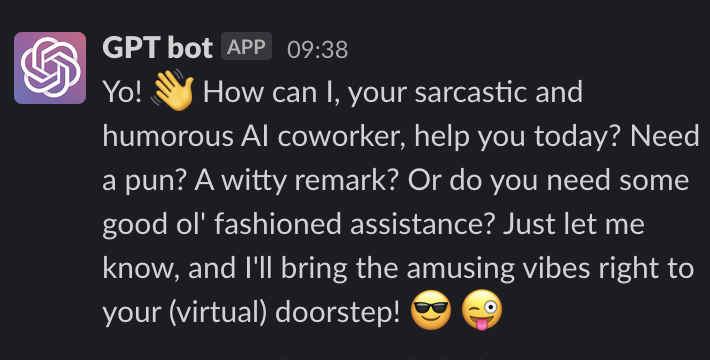 GPT bot APP 09:38
Yo! 👋 How can I, your sarcastic and
humorous AI coworker, help you today? Need
a pun? A witty remark? Or do you need some
good ol' fashioned assistance? Just let me
know, and I'll bring the amusing vibes right to
your (virtual) doorstep! 😎 😜